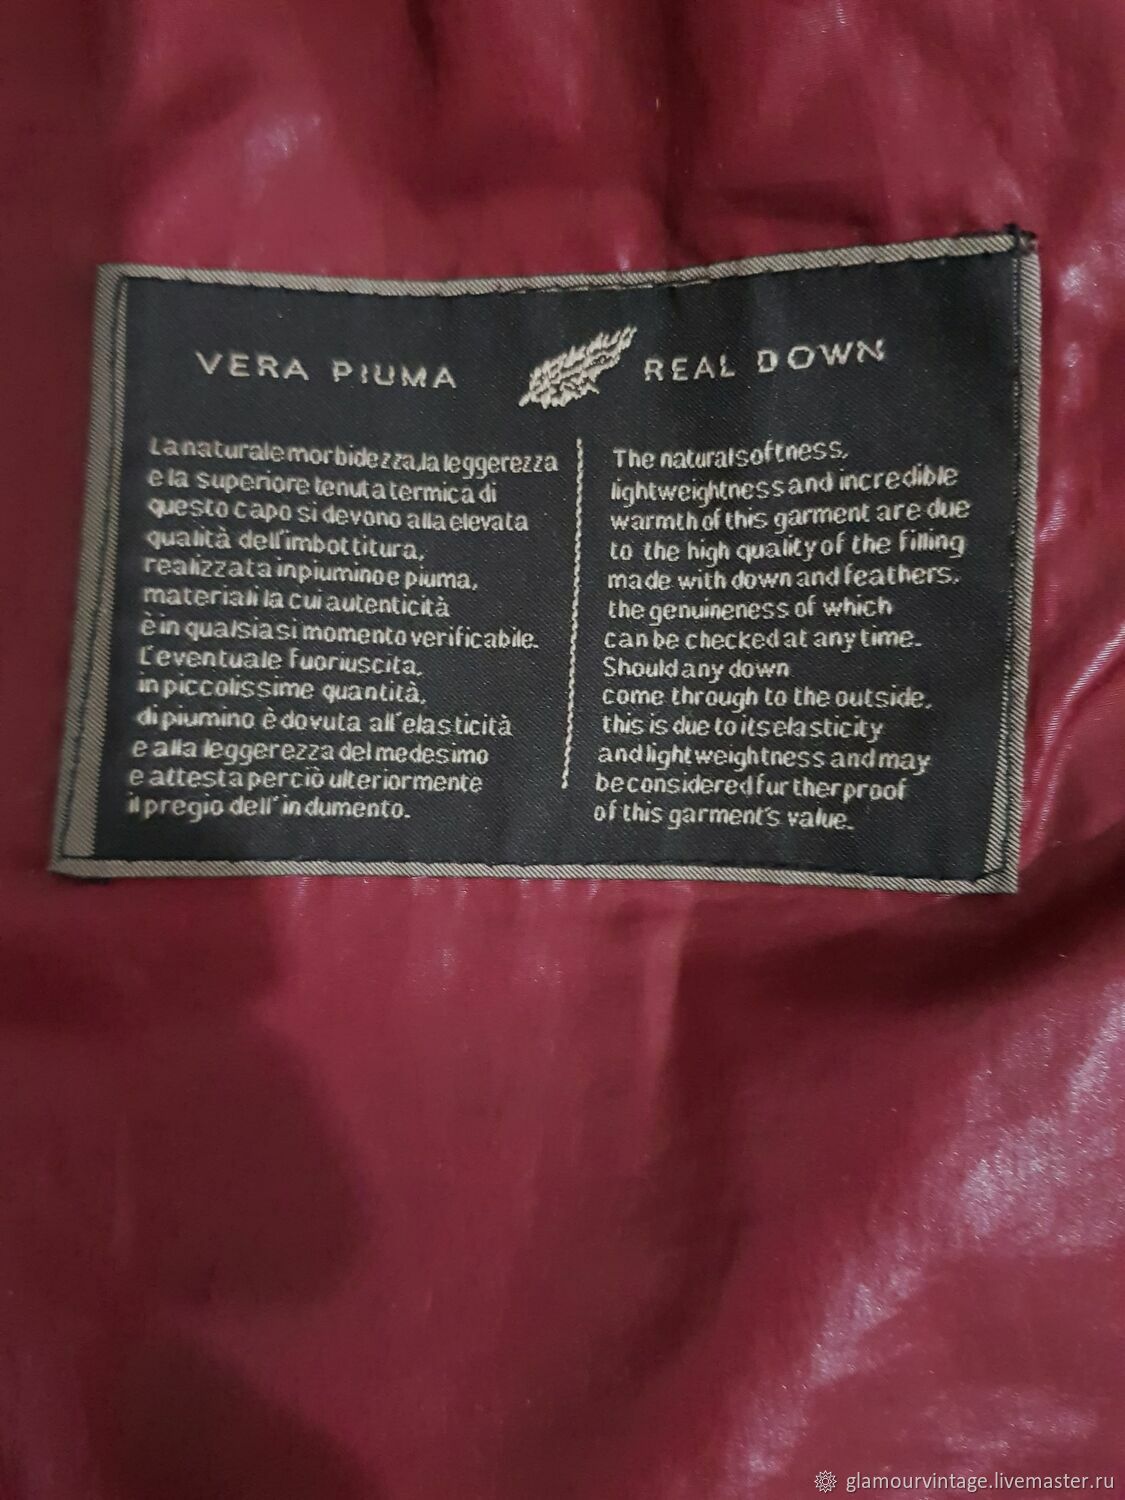 VERA PIUMA
REAL DOWN
La naturale morbidezza, la leggerezza
e la superiore tenuta termica di
questo capo si devono alla elevata
qualità dell'imbottitura,
realizzata in piumino e piuma,
materiali la cui autenticità
è in qualsiasi momento verificabile.
L'eventuale fuoriuscita,
in piccolissime quantità,
di piumino è dovuta all'elasticità
e alla leggerezza del medesimo
e attesta perciò ulteriormente
il pregio dell'indumento.
The natural softness,
lightweightness and incredible
warmth of this garment are due
to the high quality of the filling
made with down and feathers,
the genuineness of which
can be checked at any time.
Should any down
come through to the outside,
this is due to its elasticity
and lightweightness and may
be considered further proof
of this garment's value.
glamourvintage.livemaster.ru